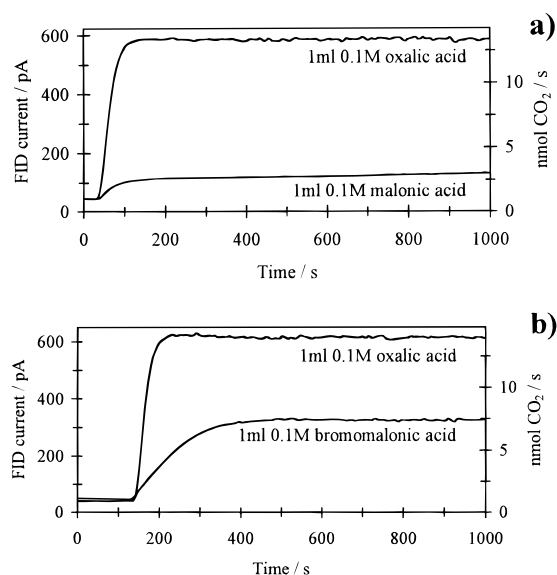 a)
600
400
200
0
FID current / pA
1ml 0.1M oxalic acid
1ml 0.1M malonic acid
10
5
0
nmol CO₂ / s
0 200 400 600 800 1000
Time / s
b)
600
400
200
0
FID current / pA
1ml 0.1M oxalic acid
1ml 0.1M bromomalonic acid
10
5
0
nmol CO₂ / s
0 200 400 600 800 1000
Time / s